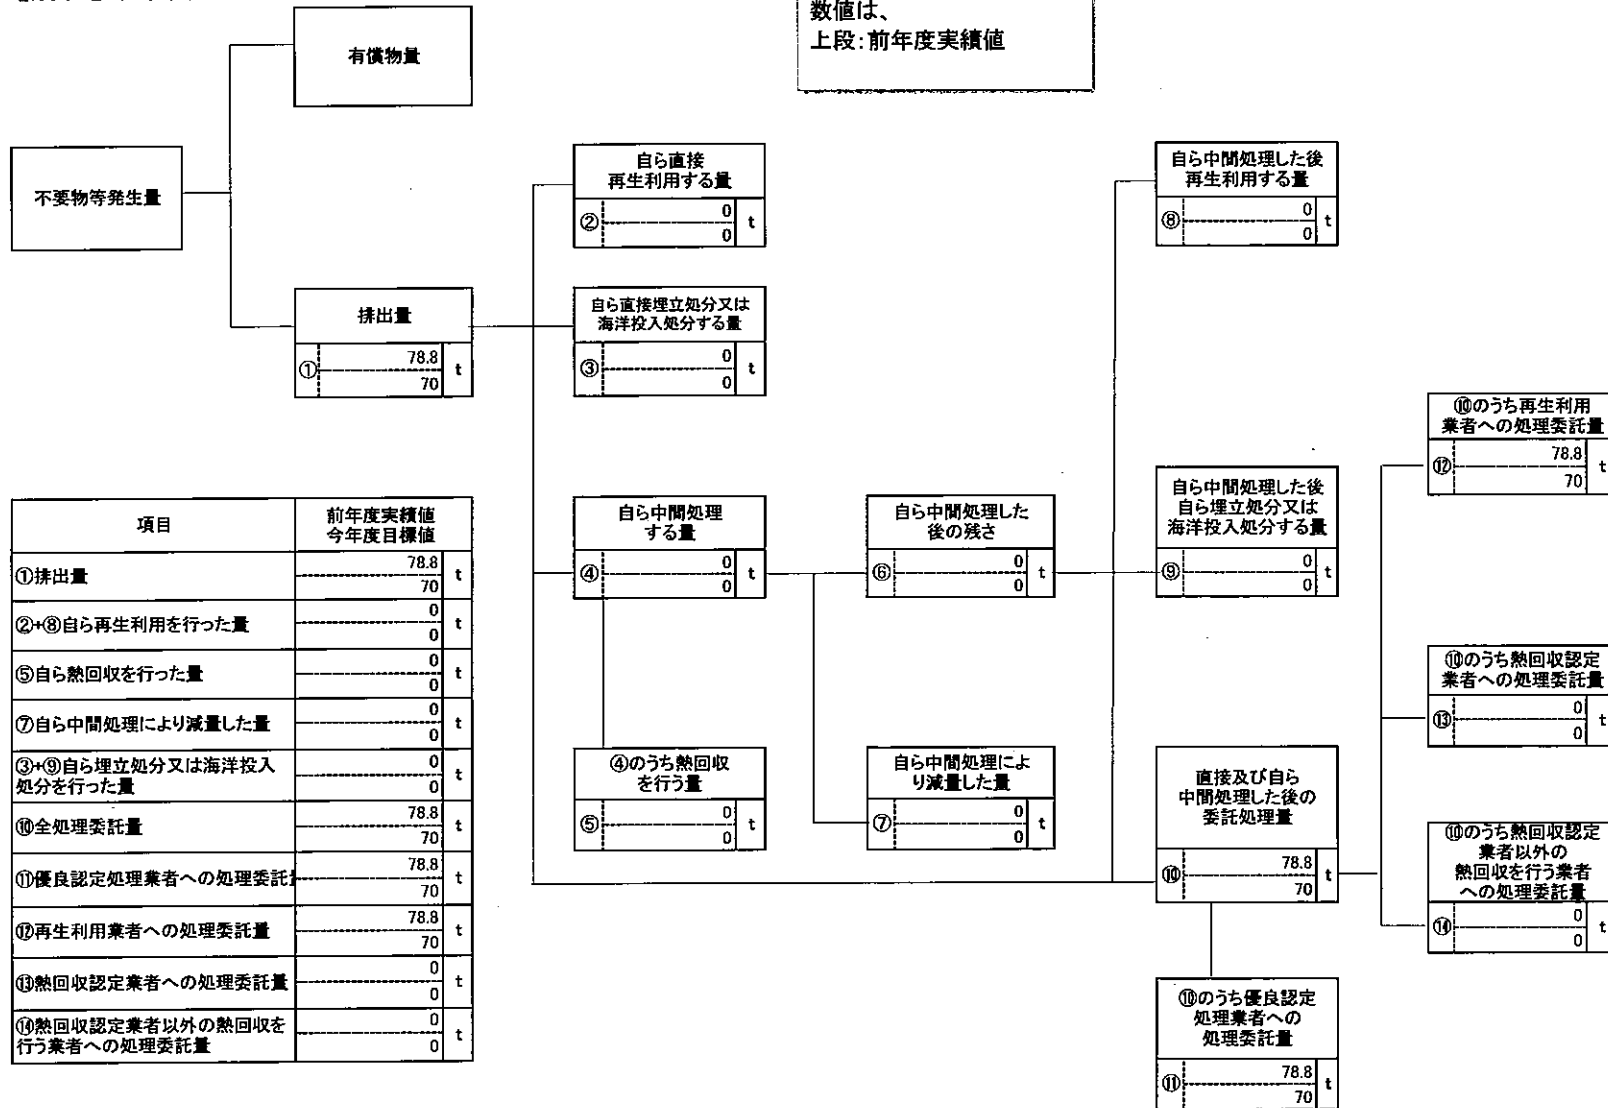 数値は、
上段：前年度実績値
有償物量
不要物等発生量
排出量
① 78.8 t
70
自ら直接
再生利用する量
② 0 t
0
自ら直接埋立処分又は
海洋投入処分する量
③ 0 t
0
自ら中間処理
する量
④ 0 t
0
④のうち熱回収
を行う量
⑤ 0 t
0
自ら中間処理した
後の残さ
⑥ 0 t
0
自ら中間処理によ
り減量した量
⑦ 0 t
0
自ら中間処理した後
再生利用する量
⑧ 0 t
0
自ら中間処理した後
自ら埋立処分又は
海洋投入処分する量
⑨ 0 t
0
直接及び自ら
中間処理した後の
委託処理量
⑩ 78.8 t
70
⑩のうち優良認定
処理業者への
処理委託量
⑪ 78.8 t
70
⑩のうち再生利用
業者への処理委託量
⑫ 78.8 t
70
⑩のうち熱回収認定
業者への処理委託量
⑬ 0 t
0
⑩のうち熱回収認定
業者以外の
熱回収を行う業者
への処理委託量
⑭ 0 t
0
項目 前年度実績値
今年度目標値
①排出量 78.8 t
70
②+⑧自ら再生利用を行った量 0 t
0
⑤自ら熱回収を行った量 0 t
0
⑦自ら中間処理により減量した量 0 t
0
③+⑨自ら埋立処分又は海洋投入
処分を行った量 0 t
0
⑩全処理委託量 78.8 t
70
⑪優良認定処理業者への処理委託 78.8 t
70
⑫再生利用業者への処理委託量 78.8 t
70
⑬熱回収認定業者への処理委託量 0 t
0
⑭熱回収認定業者以外の熱回収を
行う業者への処理委託量 0 t
0